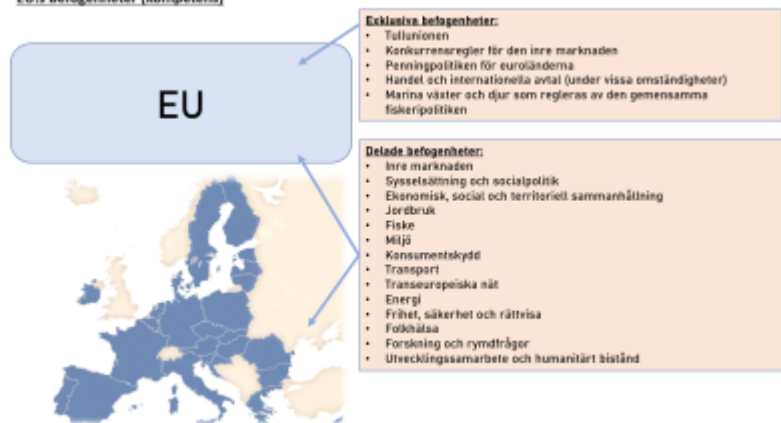 EU:s befogenheter (kompetens)
EU
Exklusiva befogenheter:
• Tullunionen
• Konkurrensregler för den inre marknaden
• Penningpolitiken för euroländerna
• Handel och internationella avtal (under vissa omständigheter)
• Marina växter och djur som regleras av den gemensamma
fiskeripolitiken
Delade befogenheter:
• Inre marknaden
• Sysselsättning och socialpolitik
• Ekonomisk, social och territoriell sammanhållning
• Jordbruk
• Fiske
• Miljö
• Konsumentskydd
• Transport
• Transeuropeiska nät
• Energi
• Frihet, säkerhet och rättvisa
• Folkhälsa
• Forskning och rymdfrågor
• Utvecklingssamarbete och humanitärt bistånd